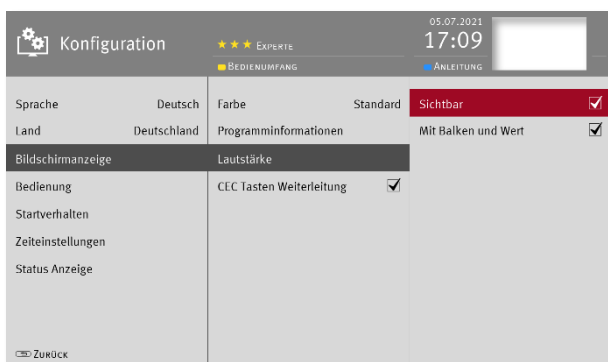 Konfiguration
★★★ Experte
Bedienumfang
05.07.2021
17:09
Anleitung
Sprache Deutsch
Land Deutschland
Bildschirmanzeige
Bedienung
Startverhalten
Zeiteinstellungen
Status Anzeige
Farbe Standard
Programminformationen
Lautstärke
CEC Tasten Weiterleitung
Sichtbar
Mit Balken und Wert
Zurück